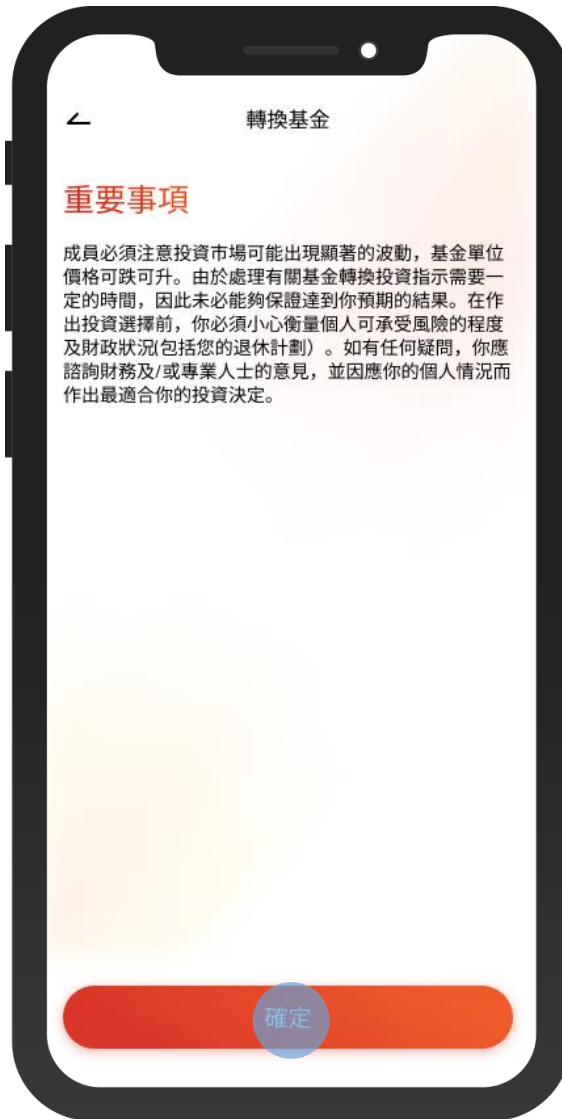 轉換基金
重要事項
成員必須注意投資市場可能出現顯著的波動，基金單位
價格可跌可升。由於處理有關基金轉換投資指示需要一
定的時間，因此未必能夠保證達到你預期的結果。在作
出投資選擇前，你必須小心衡量個人可承受風險的程度
及財政狀況(包括您的退休計劃）。如有任何疑問，你應
諮詢財務及/或專業人士的意見，並因應你的個人情況而
作出最適合你的投資決定。
確定